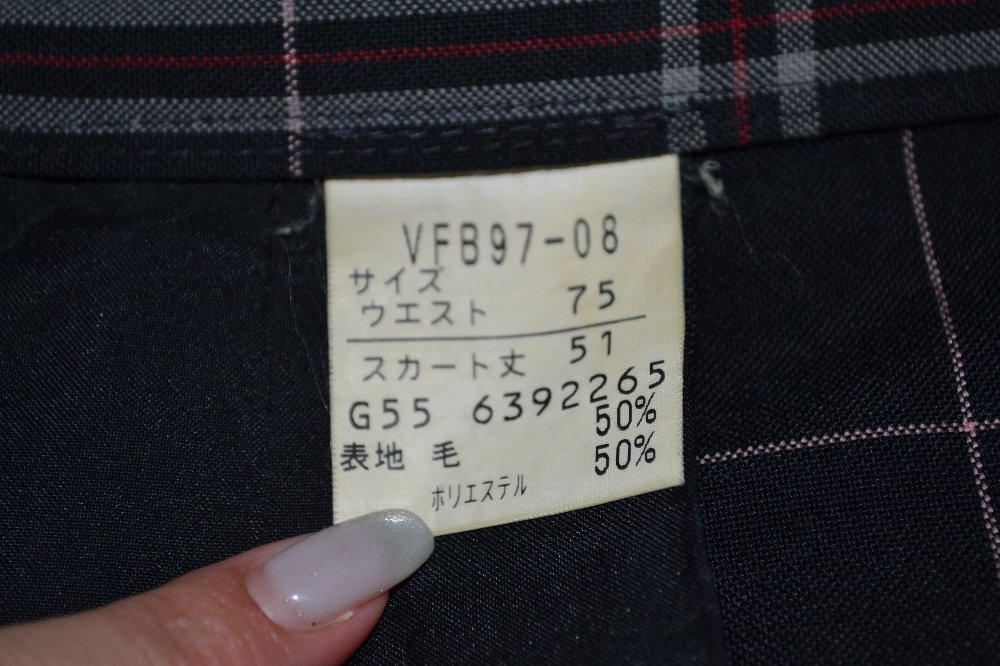 VFB97-08
サイズ
ウエスト 75
スカート丈 51
G55 6392265
表地 毛 50%
ポリエステル 50%